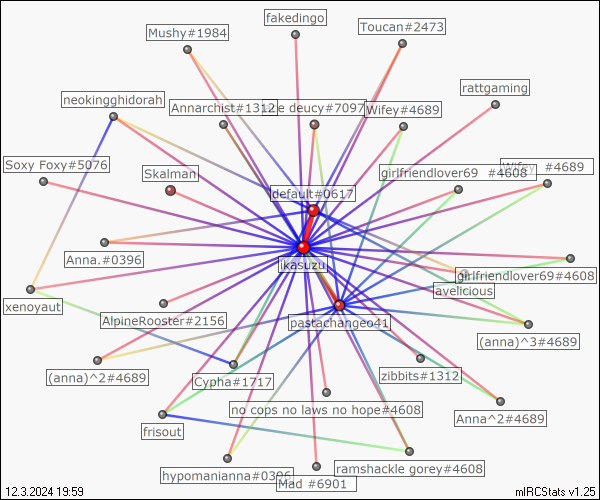 fakedingo
Mushy#1984
Toucan#2473
rattgaming
neokingghidorah
Annarchist#1312
e deucy#7097
Wifey#4689
Soxy Foxy#5076
Skalman
girlfriendlover69 #4608
Wifey #4689
default#0617
Anna.#0396
ikasuzu
girlfriendlover69#4608
avelicious
xenoyaut
AlpineRooster#2156
pastachangeo41
(anna)^3#4689
(anna)^2#4689
Cypha#1717
zibbits#1312
no cops no laws no hope#4608
Anna^2#4689
frisout
hypomanianna#0396
Mad #6901
ramshackle gorey#4608
12.3.2024 19:59
mIRCStats v1.25